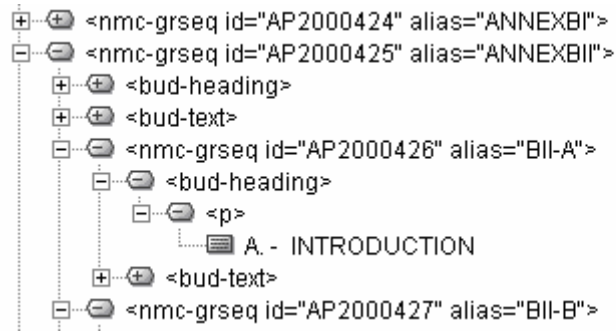 <nmc-grseq id="AP2000424" alias="ANNEXBI">
<nmc-grseq id="AP2000425" alias="ANNEXBII">
<bud-heading>
<bud-text>
<nmc-grseq id="AP2000426" alias="BII-A">
<bud-heading>
<p>
A. - INTRODUCTION
<bud-text>
<nmc-grseq id="AP2000427" alias="BII-B">